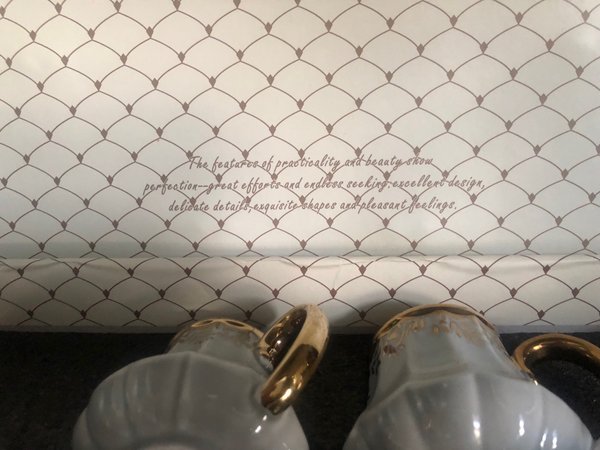 The features of practicality and beauty show
perfection--great efforts and endless seeking.excellent design,
delicate details,exquisite shapes and pleasant feelings.